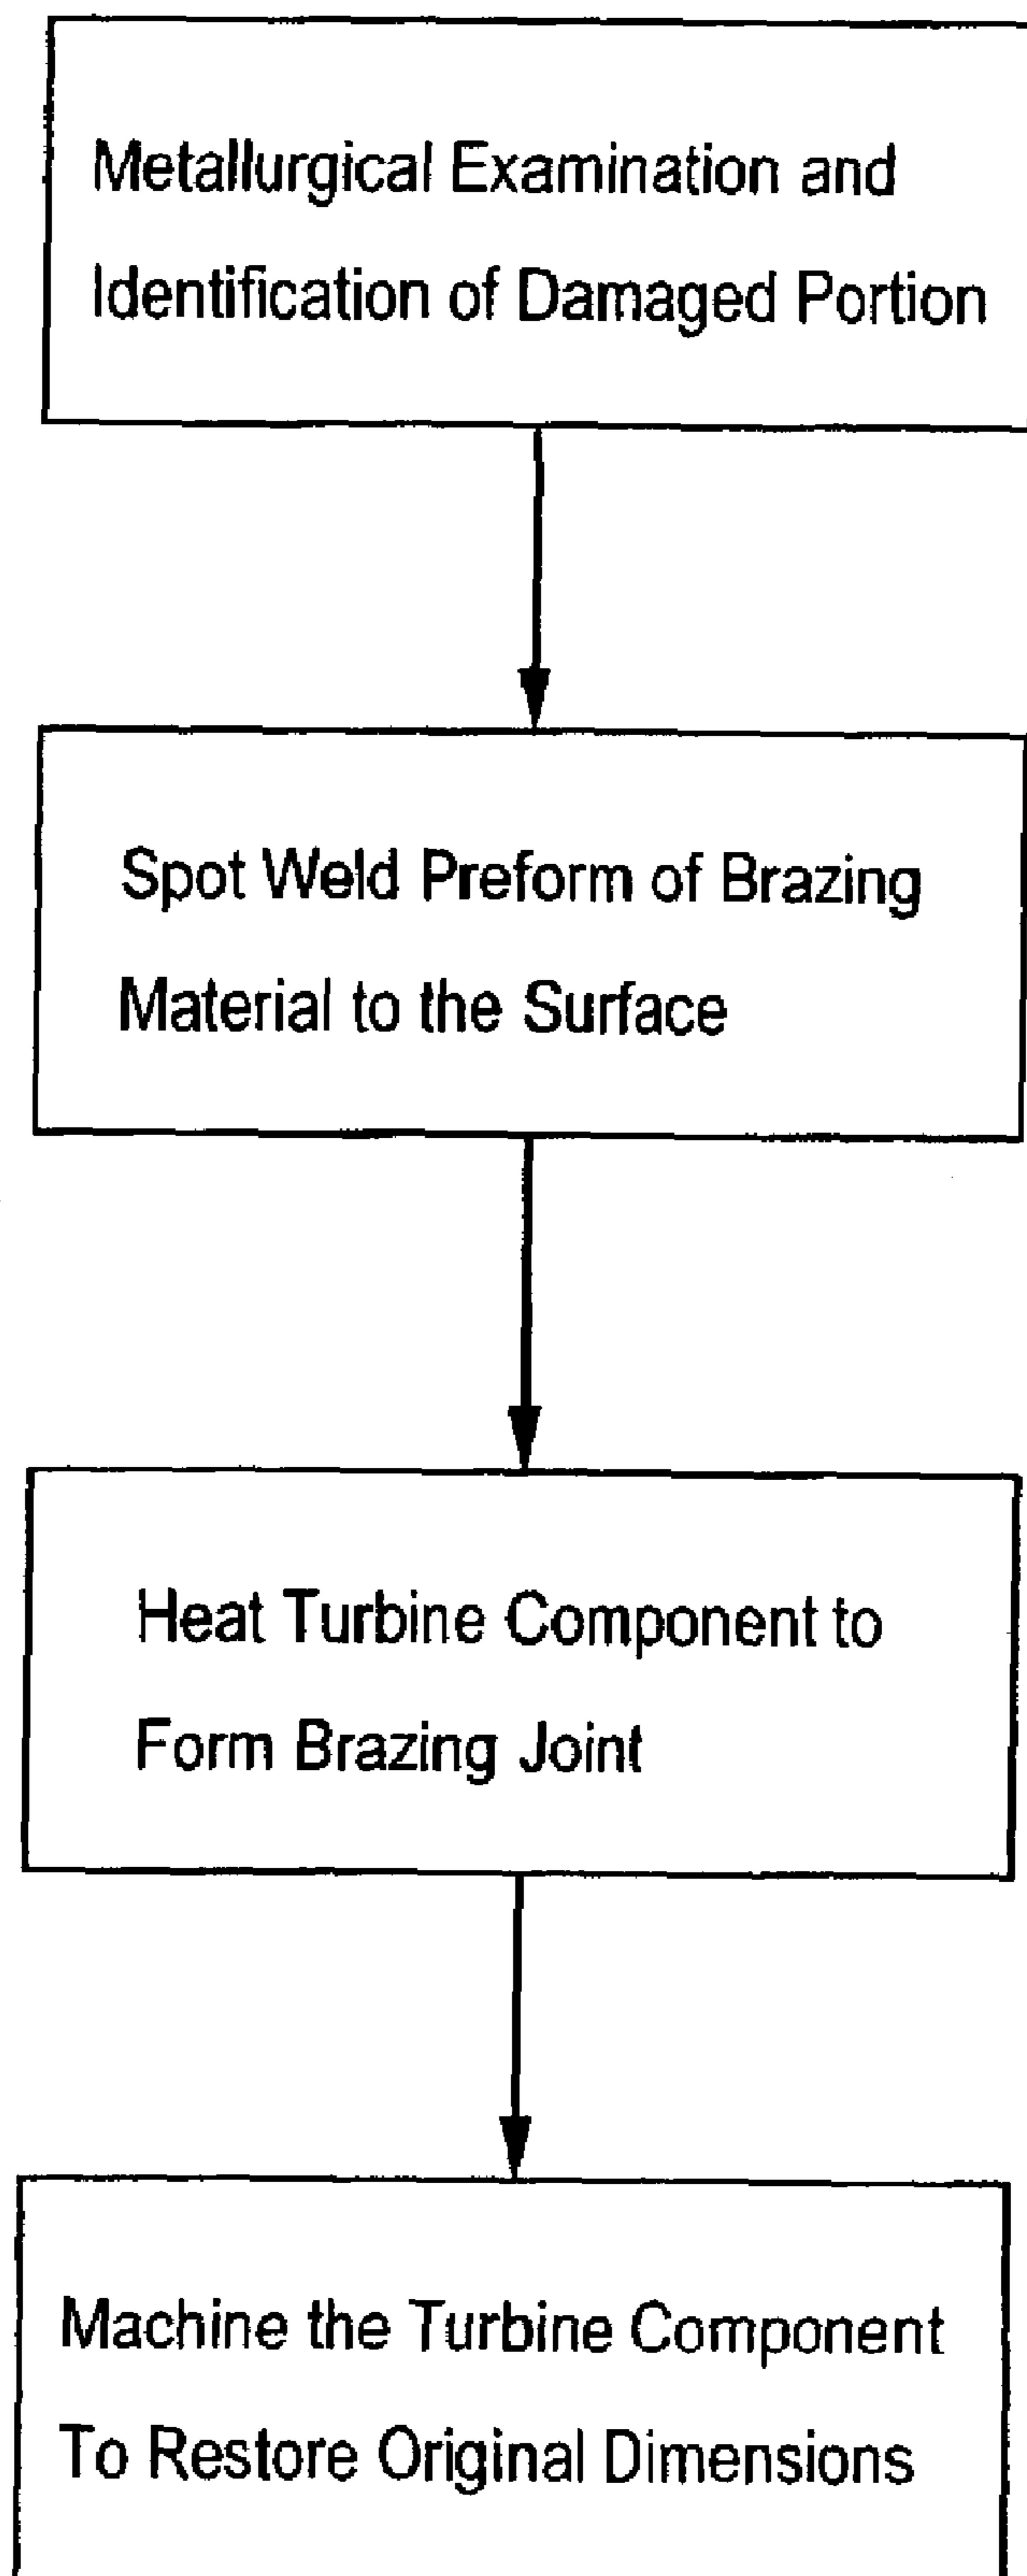 Metallurgical Examination and
Identification of Damaged Portion
Spot Weld Preform of Brazing
Material to the Surface
Heat Turbine Component to
Form Brazing Joint
Machine the Turbine Component
To Restore Original Dimensions